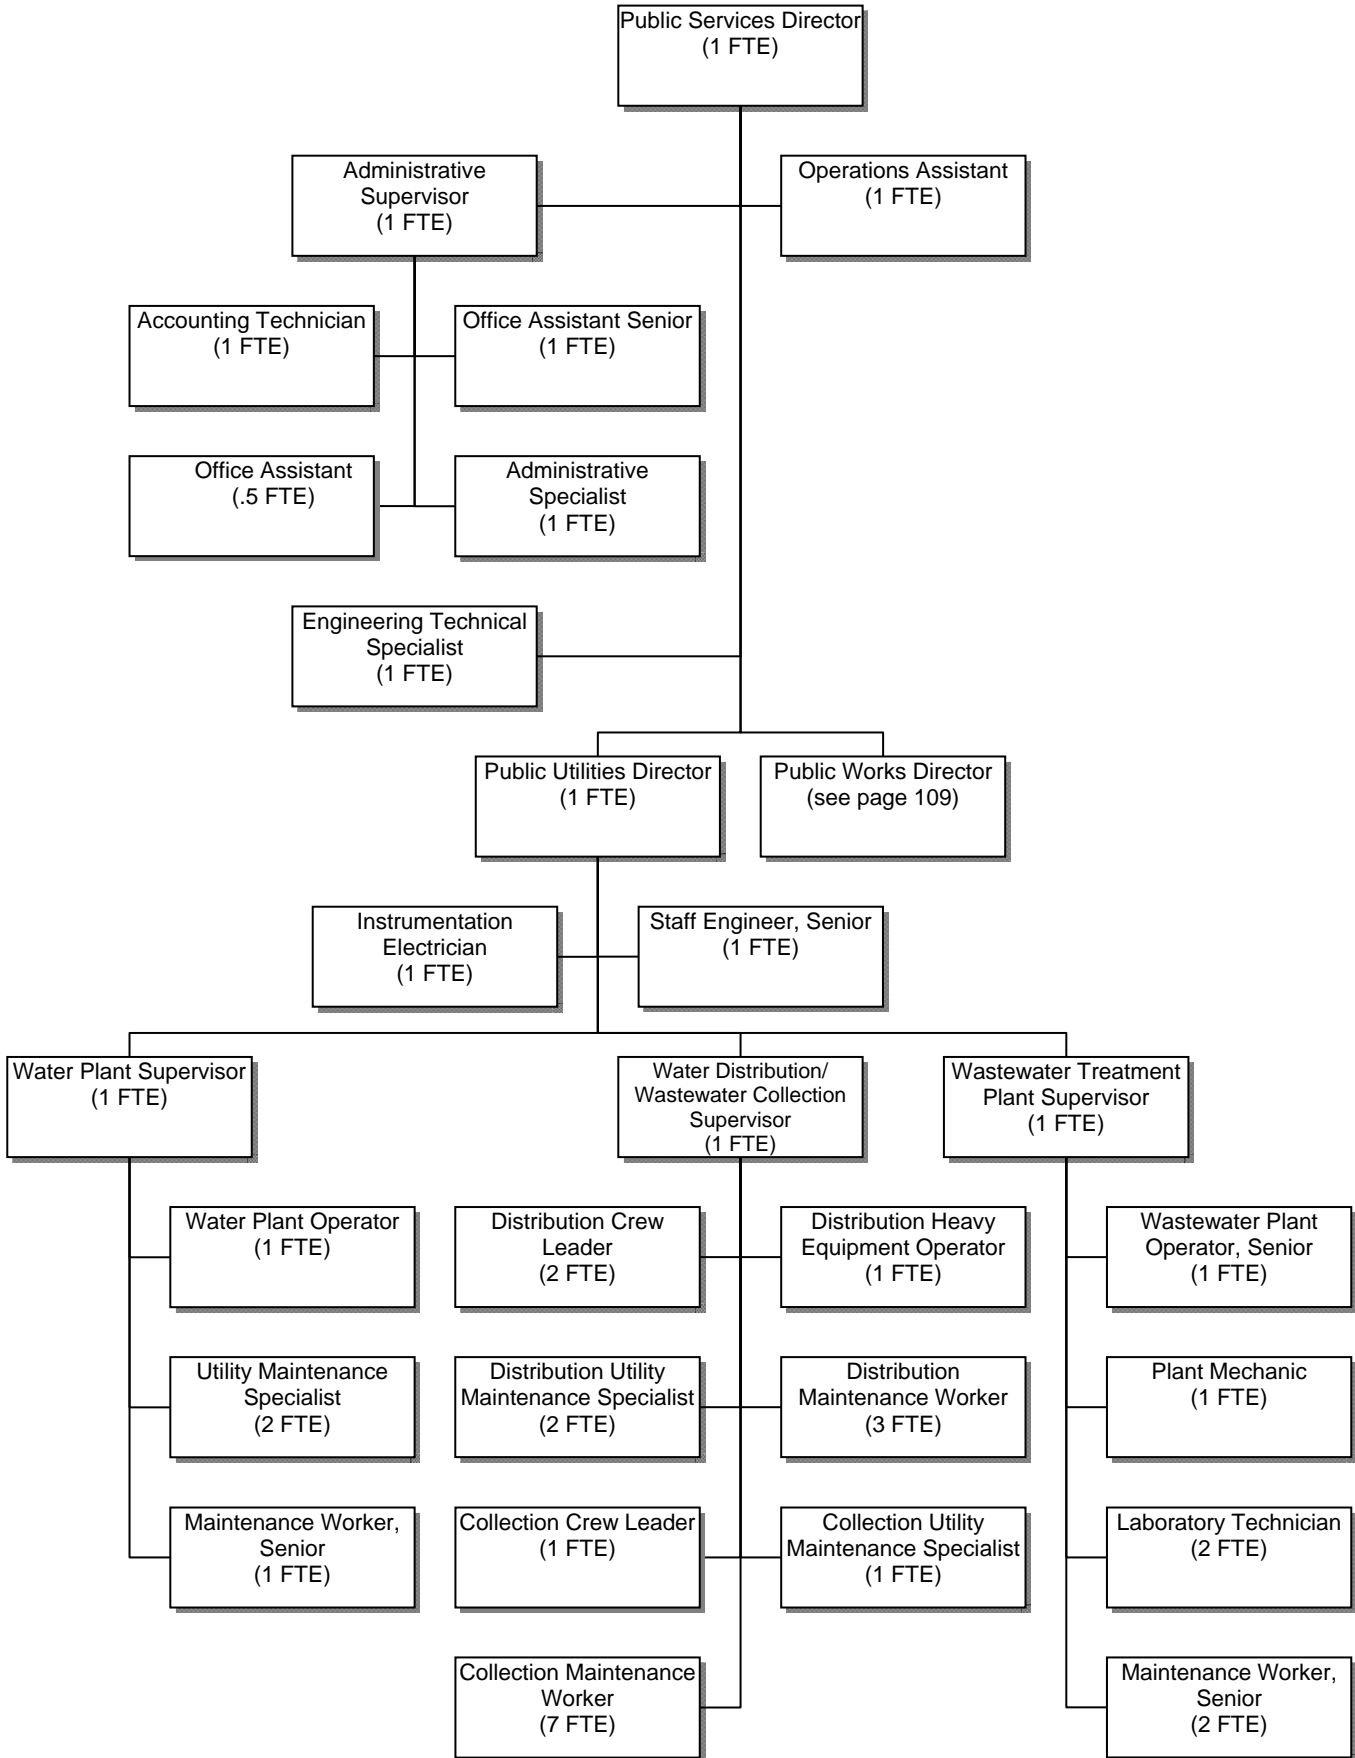 Public Services Director
(1 FTE)
Administrative
Supervisor
(1 FTE)
Operations Assistant
(1 FTE)
Accounting Technician
(1 FTE)
Office Assistant Senior
(1 FTE)
Office Assistant
(.5 FTE)
Administrative
Specialist
(1 FTE)
Engineering Technical
Specialist
(1 FTE)
Public Utilities Director
(1 FTE)
Public Works Director
(see page 109)
Instrumentation
Electrician
(1 FTE)
Staff Engineer, Senior
(1 FTE)
Water Plant Supervisor
(1 FTE)
Water Distribution/
Wastewater Collection
Supervisor
(1 FTE)
Wastewater Treatment
Plant Supervisor
(1 FTE)
Water Plant Operator
(1 FTE)
Distribution Crew
Leader
(2 FTE)
Distribution Heavy
Equipment Operator
(1 FTE)
Wastewater Plant
Operator, Senior
(1 FTE)
Utility Maintenance
Specialist
(2 FTE)
Distribution Utility
Maintenance Specialist
(2 FTE)
Distribution
Maintenance Worker
(3 FTE)
Plant Mechanic
(1 FTE)
Maintenance Worker,
Senior
(1 FTE)
Collection Crew Leader
(1 FTE)
Collection Utility
Maintenance Specialist
(1 FTE)
Laboratory Technician
(2 FTE)
Collection Maintenance
Worker
(7 FTE)
Maintenance Worker,
Senior
(2 FTE)